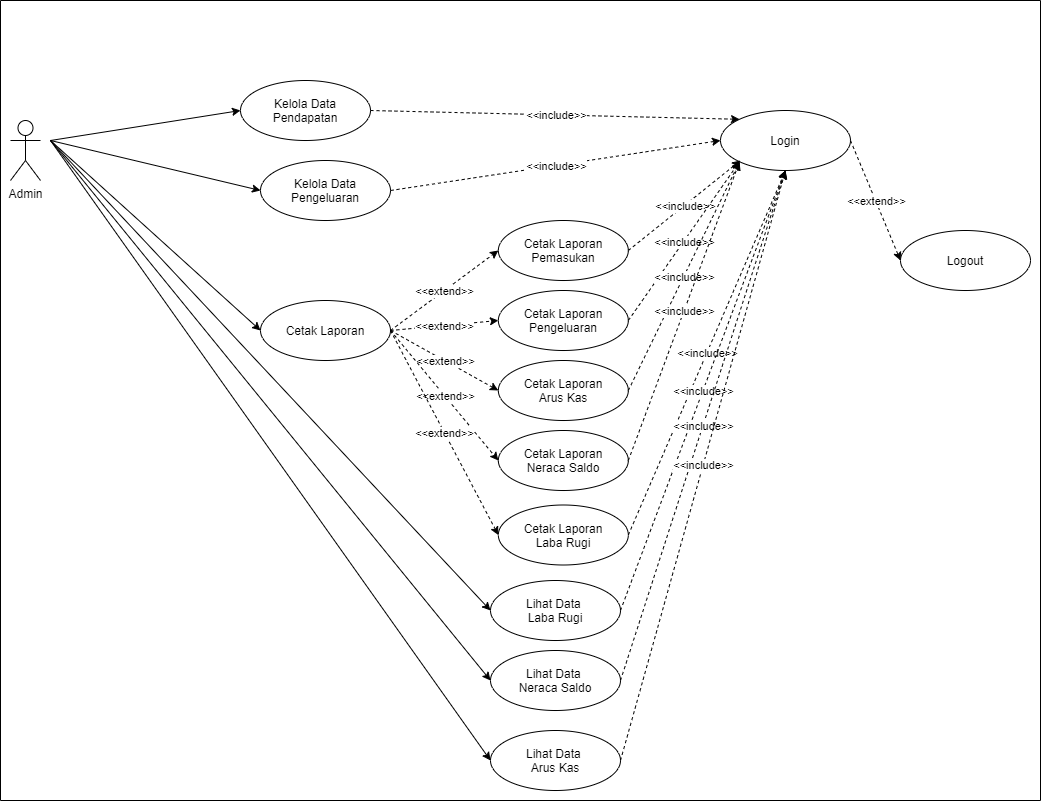 Kelola Data
Pendapatan
<<include>>
Login
Admin
Kelola Data
Pengeluaran
<<include>>
<<extend>>
<<include>>
Cetak Laporan
Pemasukan
<<include>>
Logout
<<include>>
<<extend>>
Cetak Laporan
Pengeluaran
<<include>>
Cetak Laporan
<<extend>>
<<include>>
<<extend>>
Cetak Laporan
Arus Kas
<<include>>
<<extend>>
<<include>>
<<extend>>
Cetak Laporan
Neraca Saldo
<<include>>
Cetak Laporan
Laba Rugi
Lihat Data
Laba Rugi
Lihat Data
Neraca Saldo
Lihat Data
Arus Kas